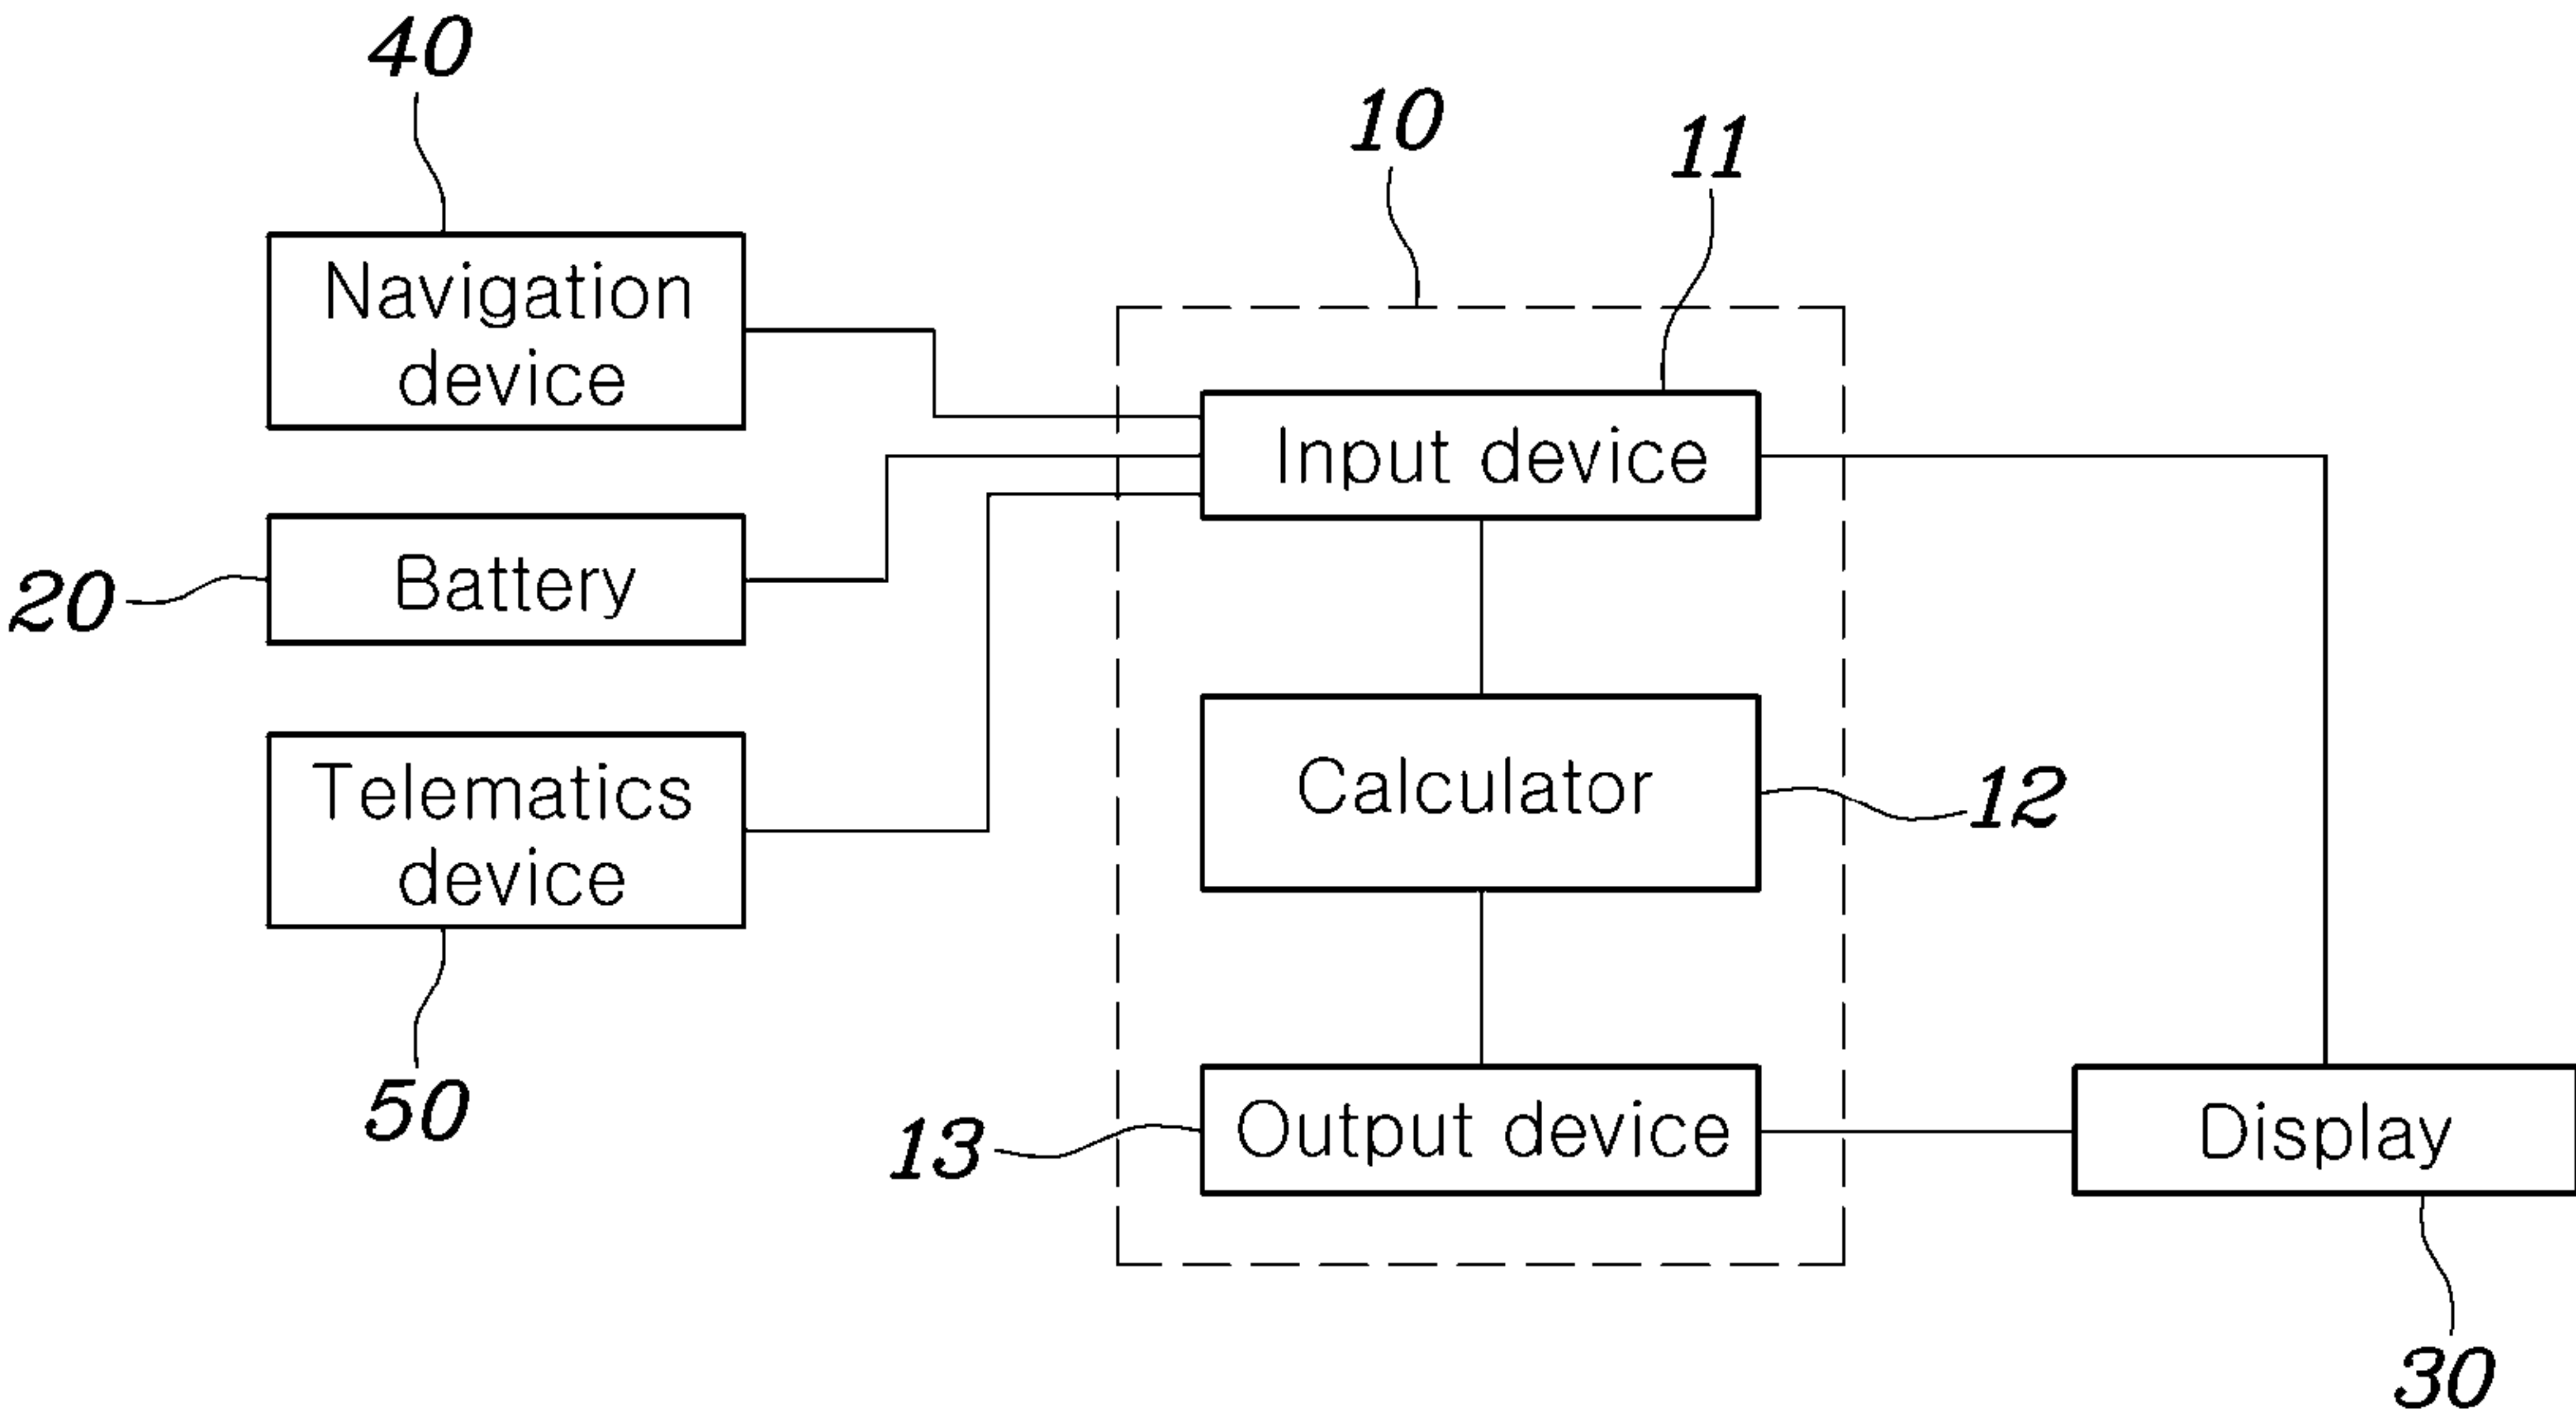 40
10
11
Navigation
device
Input device
20
Battery
Telematics
device
Calculator
12
50
13
Output device
Display
30